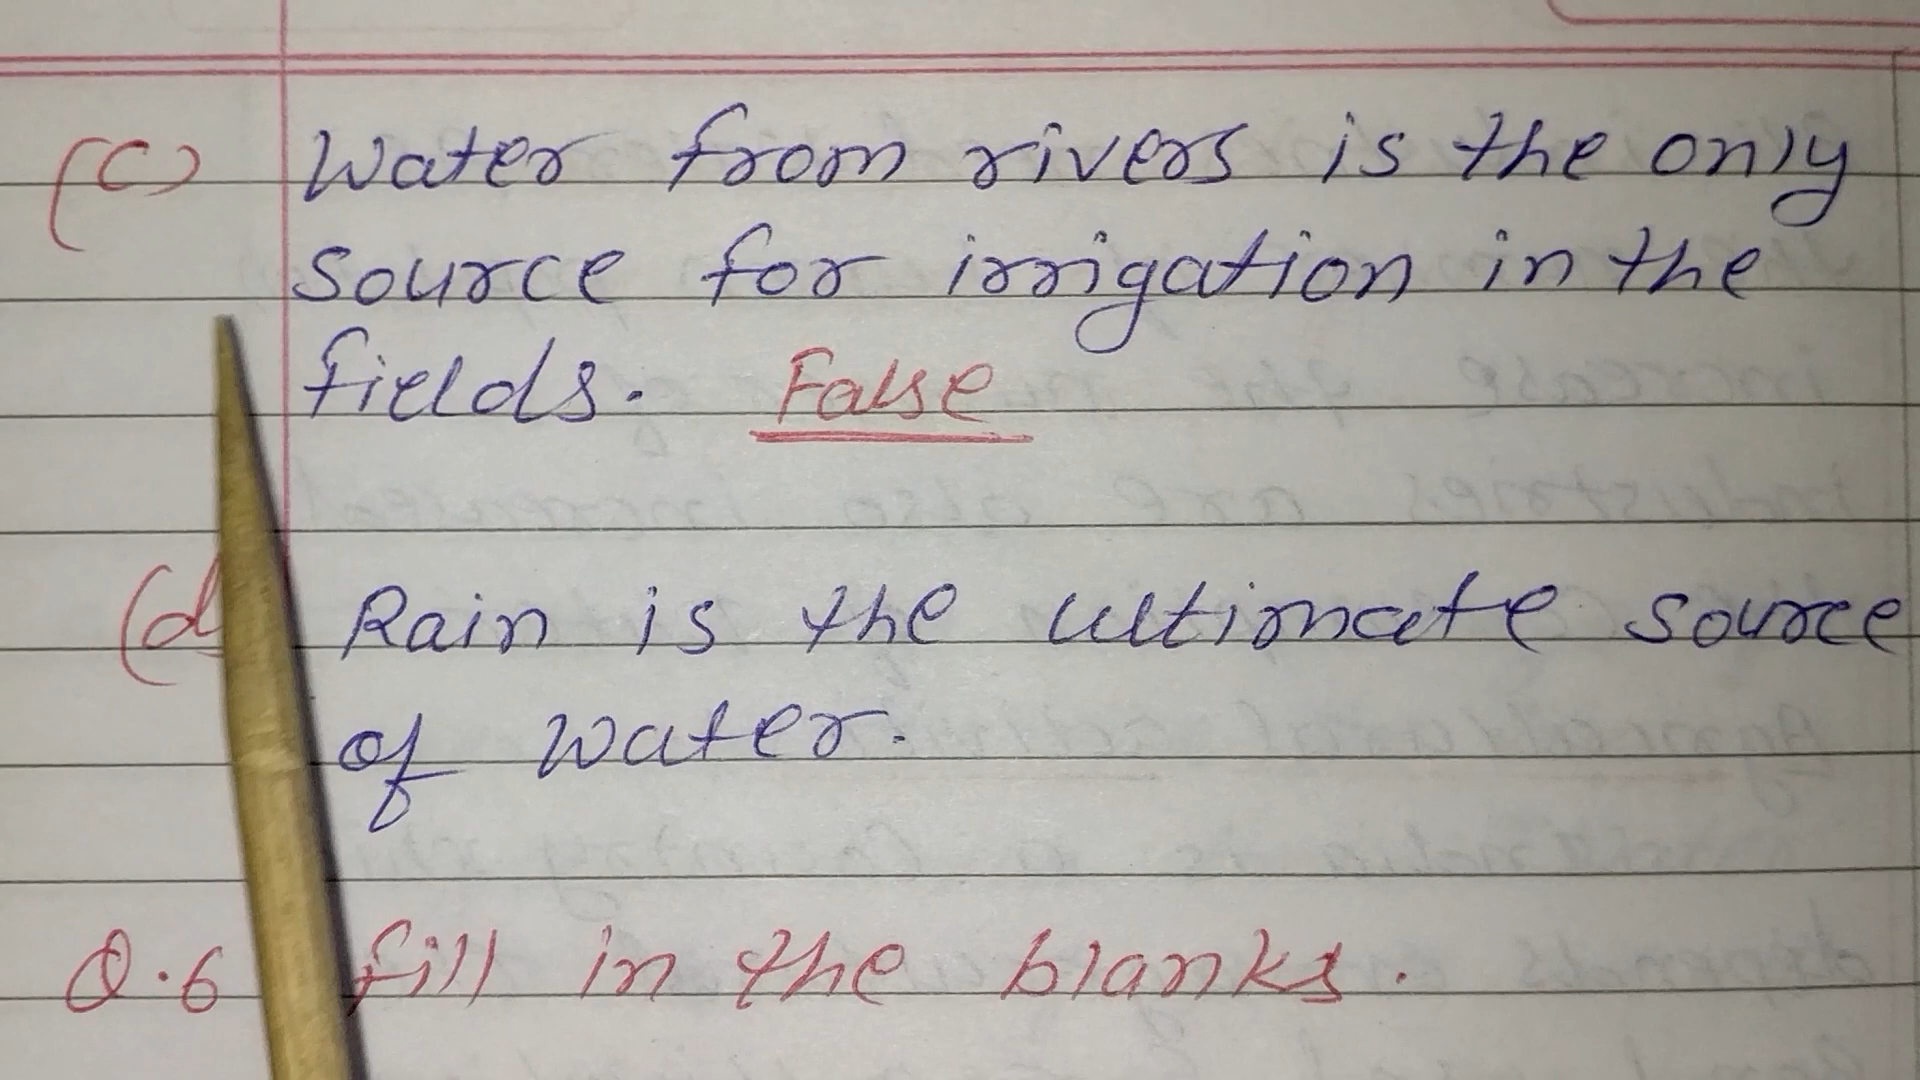 (c) Water from rivers is the only
source for irrigation in the
fields. False
(d Rain is the ultimate source
of water.
Q.6 fill in the blanks.